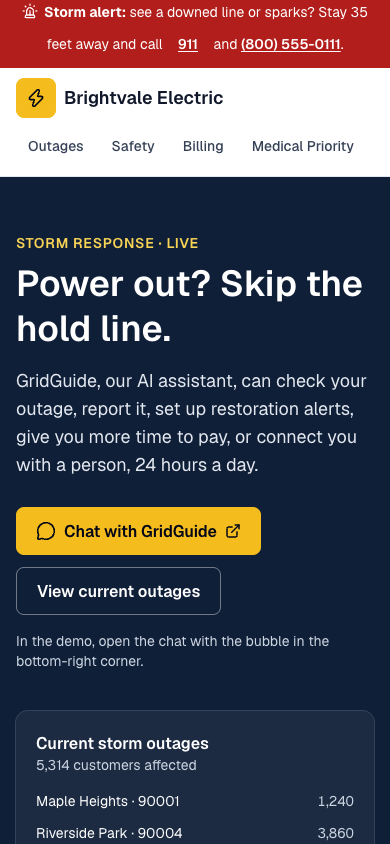 Storm alert: see a downed line or sparks? Stay 35
feet away and call 911 and (800) 555-0111.
Brightvale Electric
Outages Safety Billing Medical Priority
STORM RESPONSE · LIVE
Power out? Skip the
hold line.
GridGuide, our AI assistant, can check your
outage, report it, set up restoration alerts,
give you more time to pay, or connect you
with a person, 24 hours a day.
Chat with GridGuide
View current outages
In the demo, open the chat with the bubble in the
bottom-right corner.
Current storm outages
5,314 customers affected
Maple Heights · 90001 1,240
Riverside Park · 90004 3,860